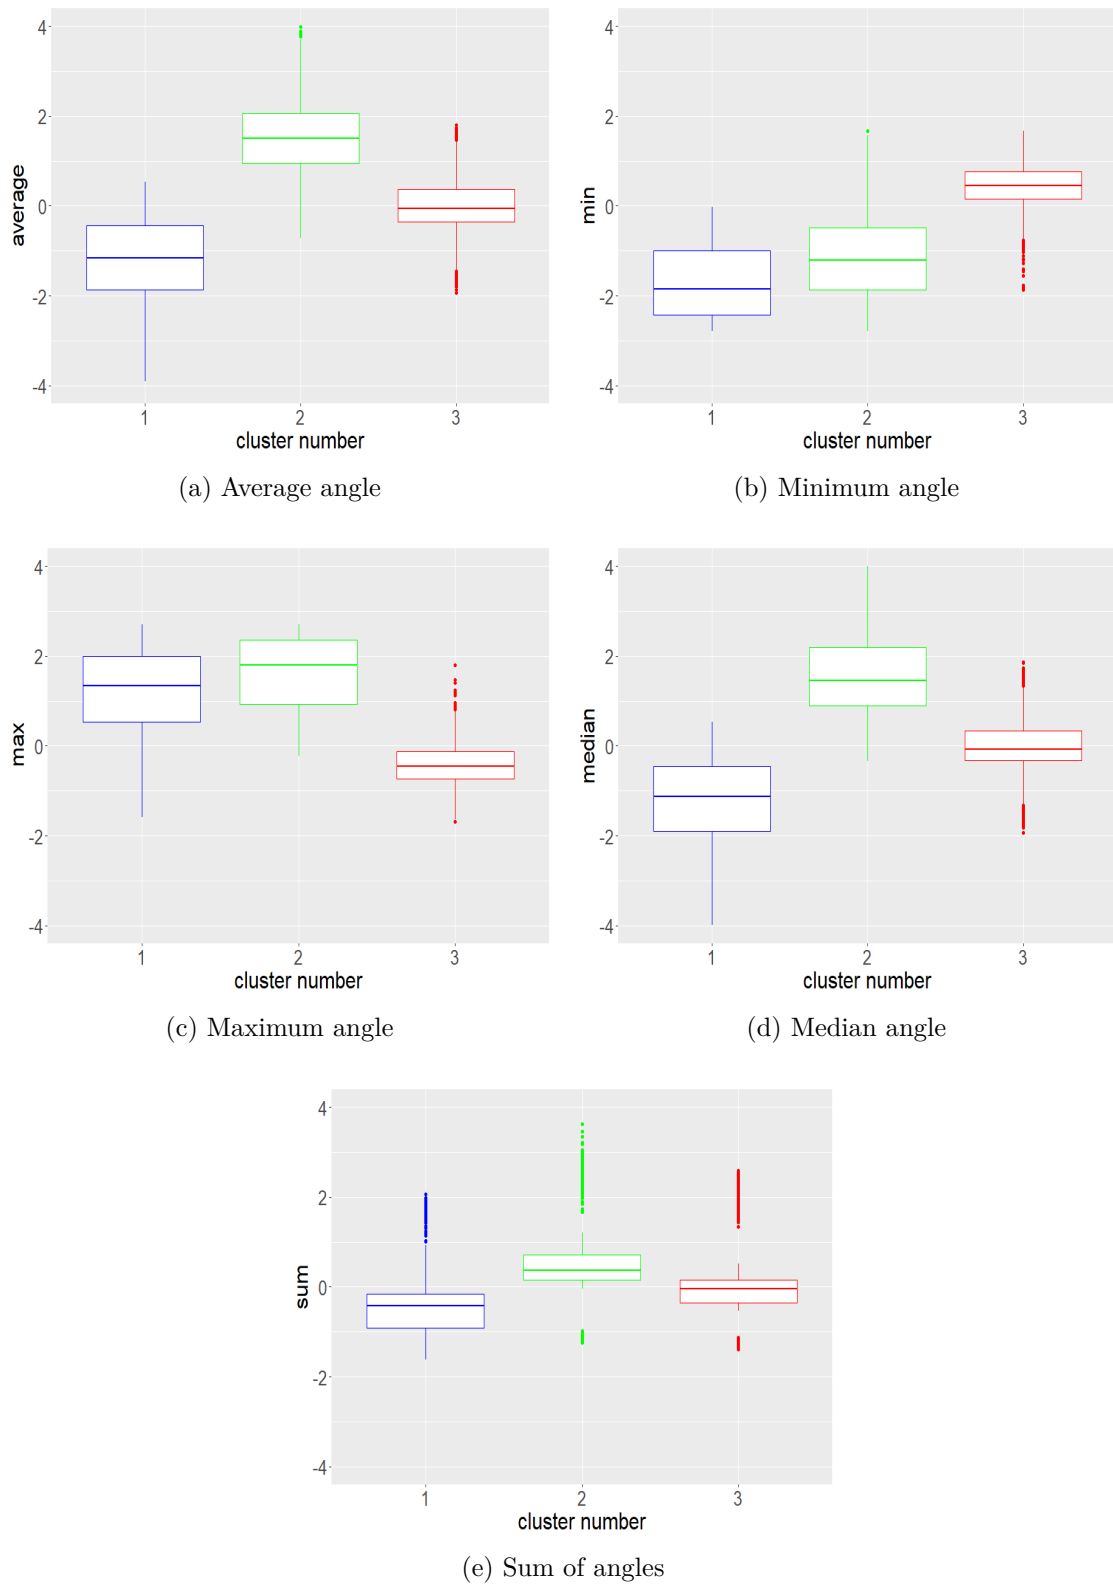 4
2
0
-2
-4
average
1 2 3
cluster number
(a) Average angle
4
2
0
-2
-4
min
1 2 3
cluster number
(b) Minimum angle
4
2
0
-2
-4
max
1 2 3
cluster number
(c) Maximum angle
4
2
0
-2
-4
median
1 2 3
cluster number
(d) Median angle
4
2
0
-2
-4
sum
1 2 3
cluster number
(e) Sum of angles